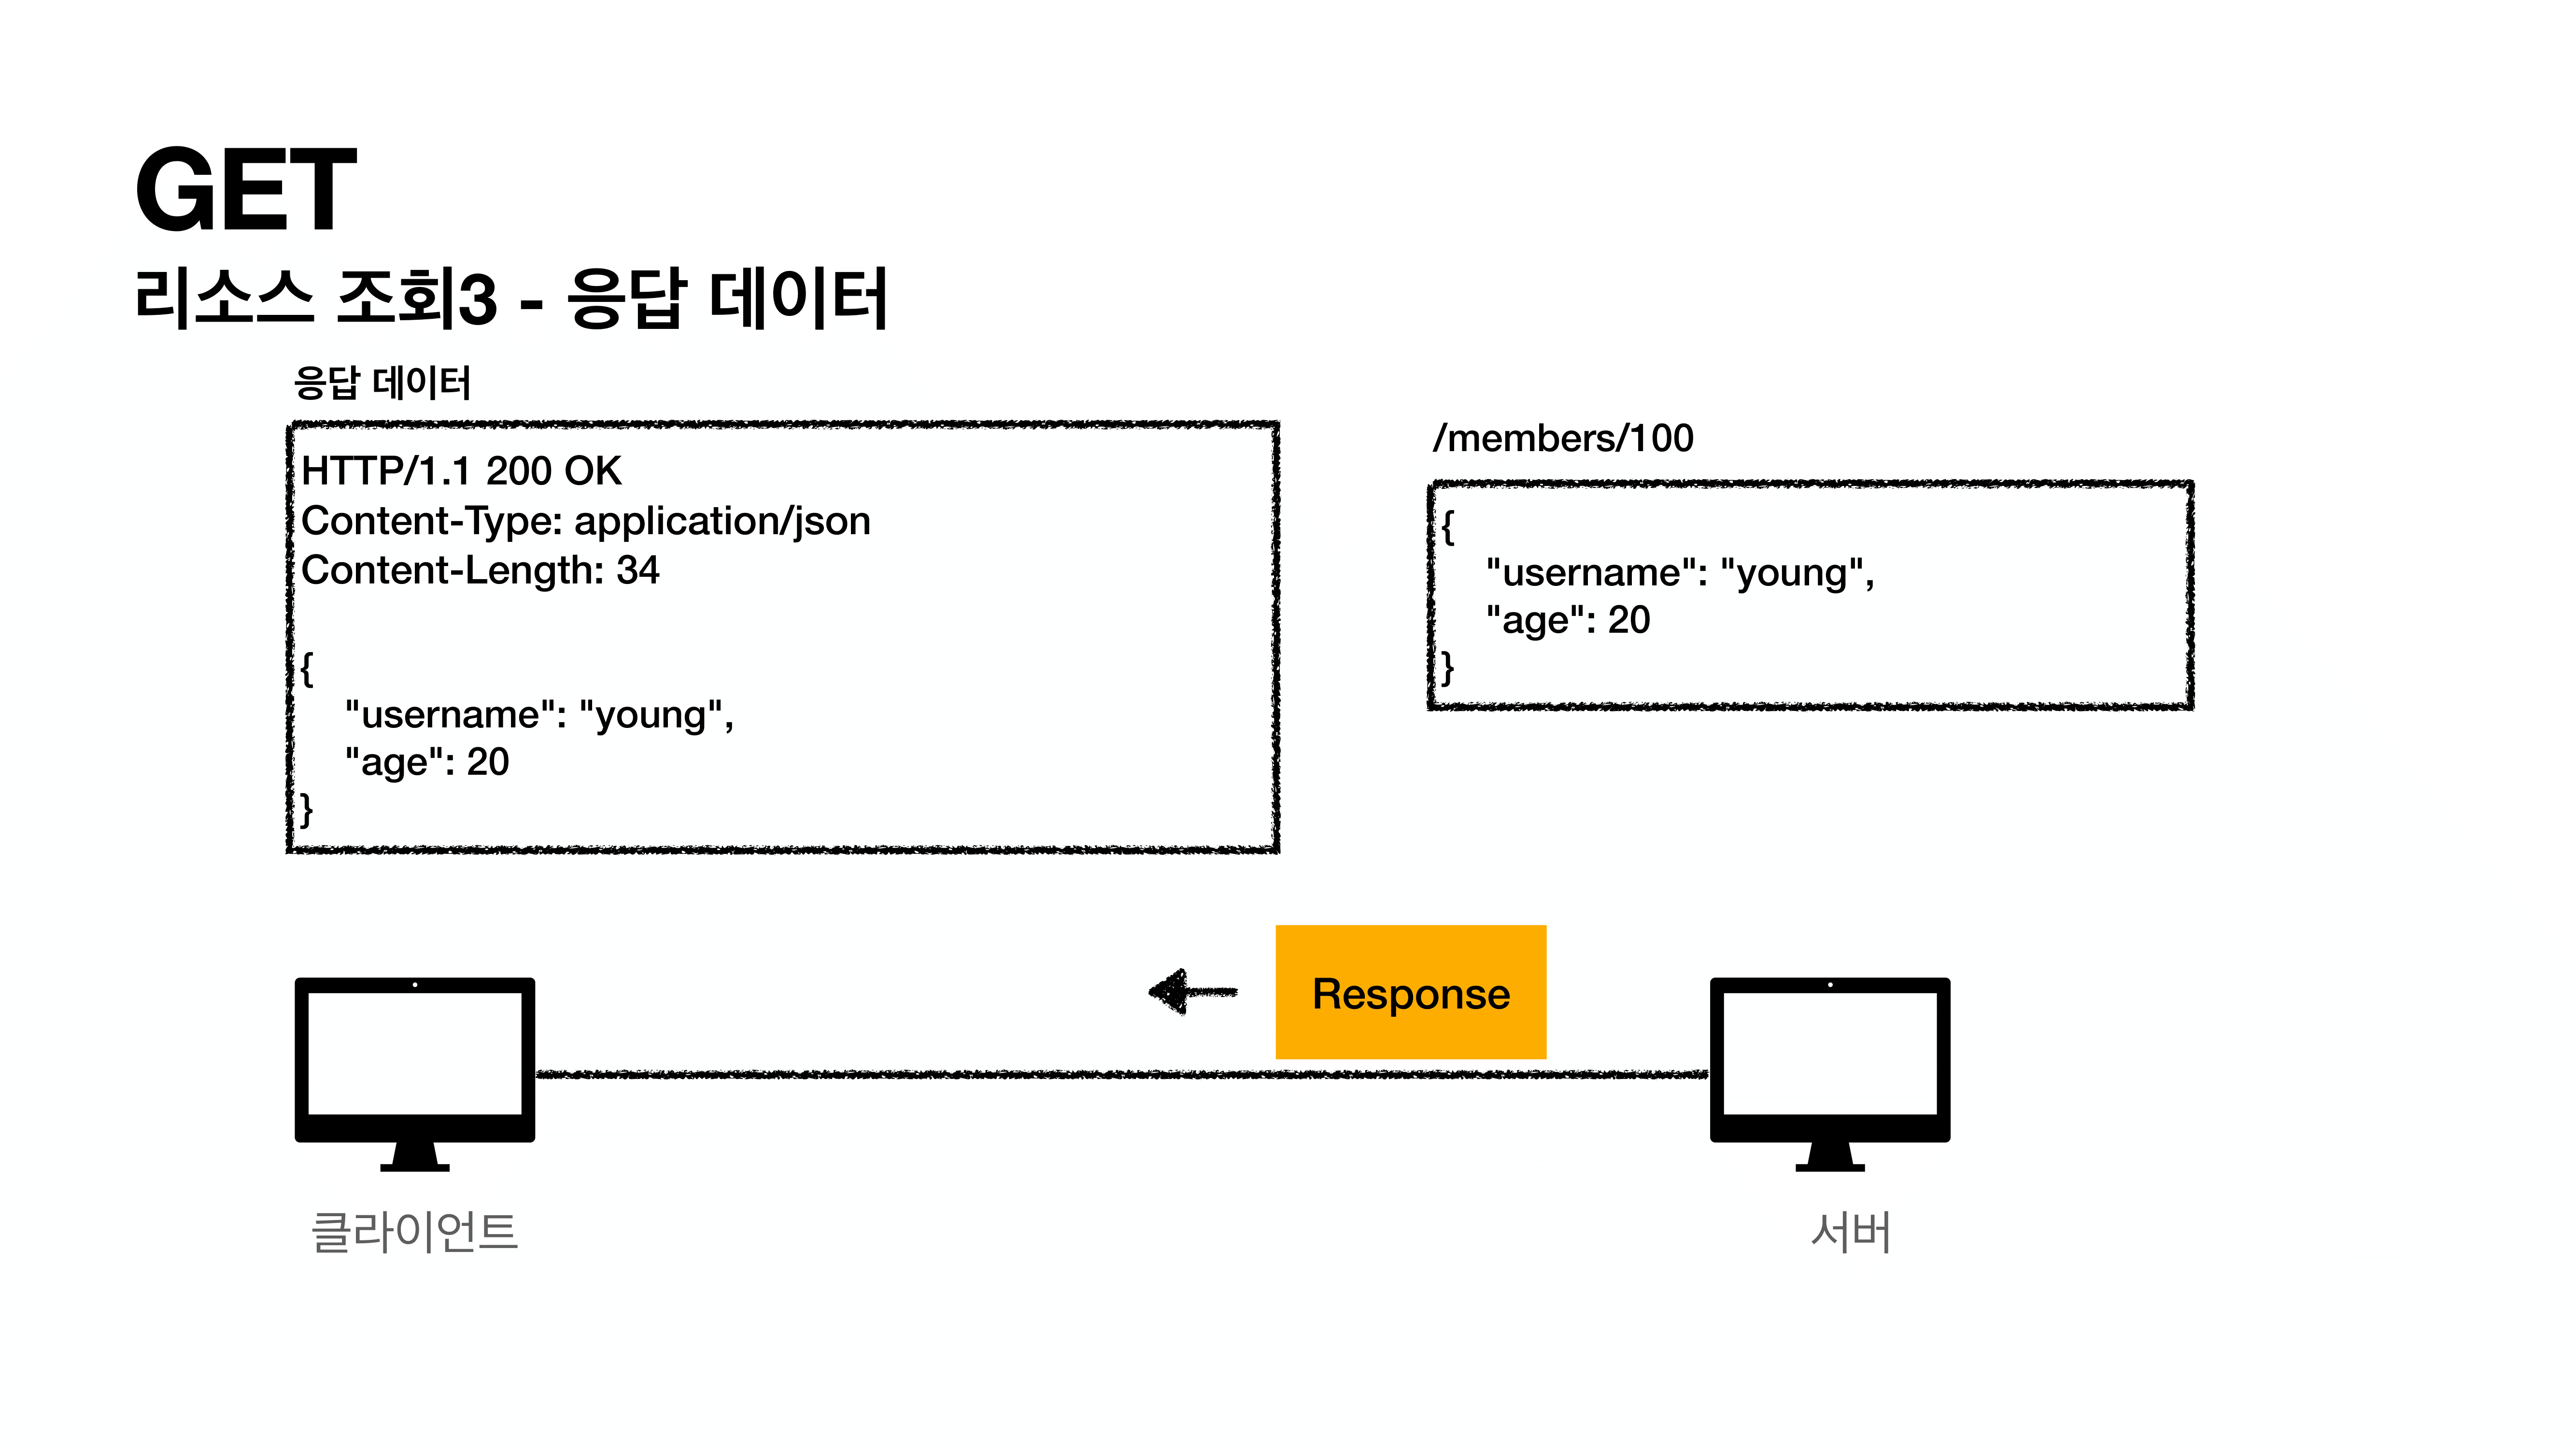 GET
리소스 조회3 - 응답 데이터
응답 데이터
HTTP/1.1 200 OK
Content-Type: application/json
Content-Length: 34
{
"username": "young",
"age": 20
}
/members/100
{
"username": "young",
"age": 20
}
Response
클라이언트
서버